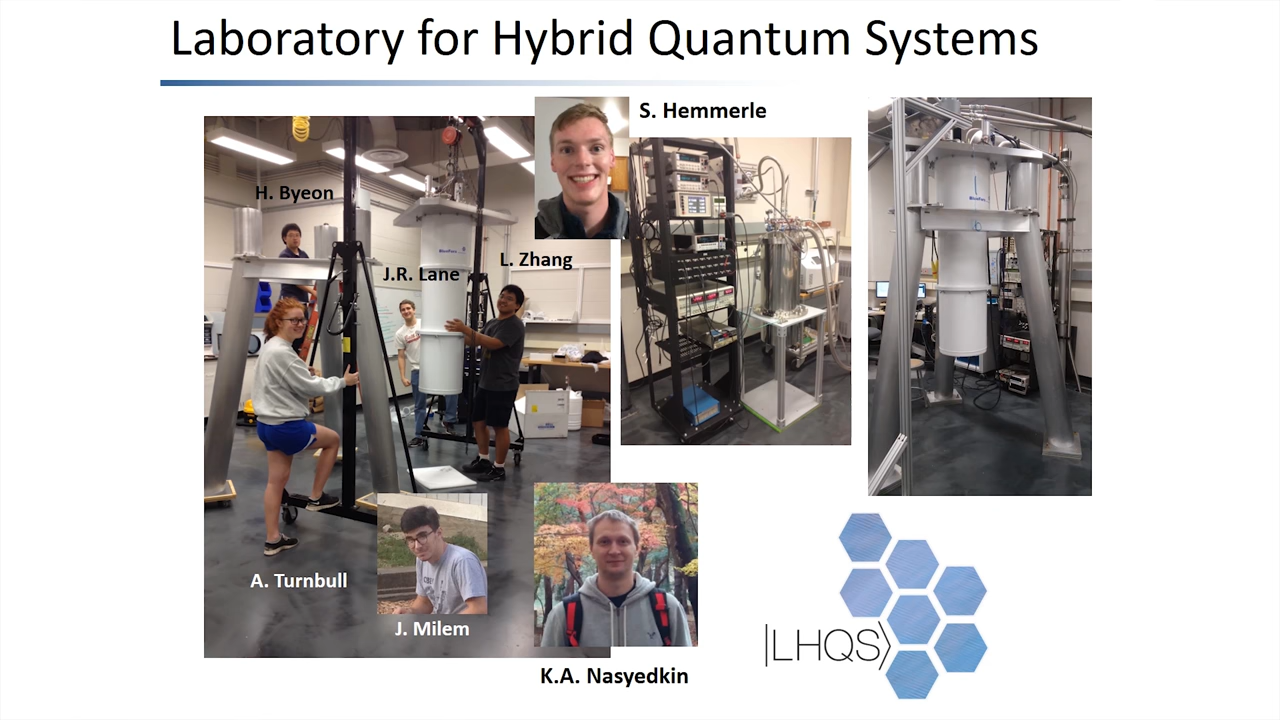 Laboratory for Hybrid Quantum Systems
S. Hemmerle
H. Byeon
J.R. Lane
L. Zhang
A. Turnbull
J. Milem
K.A. Nasyedkin
|LHQS⟩